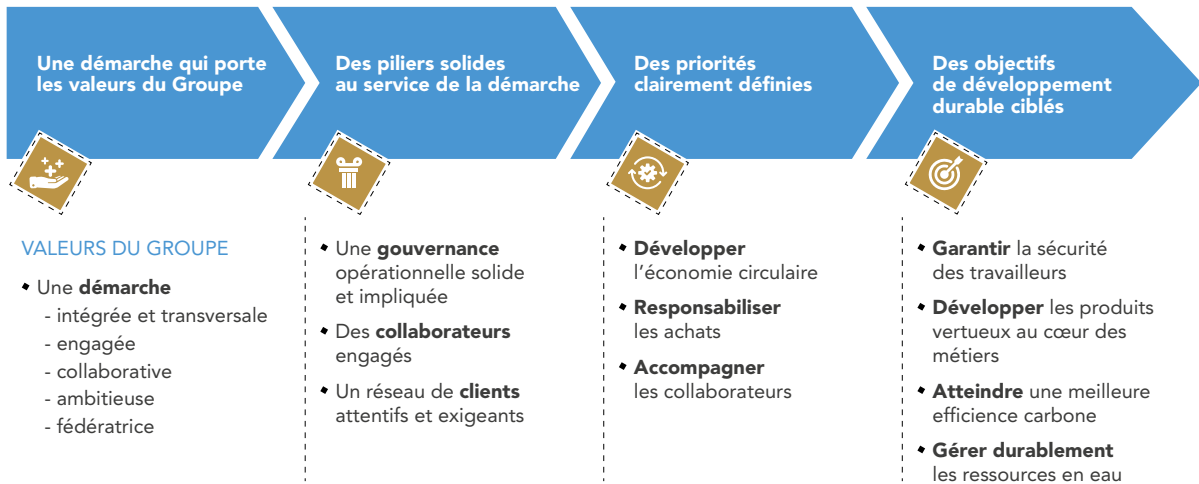 Une démarche qui porte
les valeurs du Groupe
Des piliers solides
au service de la démarche
Des priorités
clairement définies
Des objectifs
de développement
durable ciblés
VALEURS DU GROUPE
Une démarche
- intégrée et transversale
- engagée
- collaborative
- ambitieuse
- fédératrice
Une gouvernance
opérationnelle solide
et impliquée
Des collaborateurs
engagés
Un réseau de clients
attentifs et exigeants
Développer
l'économie circulaire
Responsabiliser
les achats
Accompagner
les collaborateurs
Garantir la sécurité
des travailleurs
Développer les produits
vertueux au cœur des
métiers
Atteindre une meilleure
efficience carbone
Gérer durablement
les ressources en eau